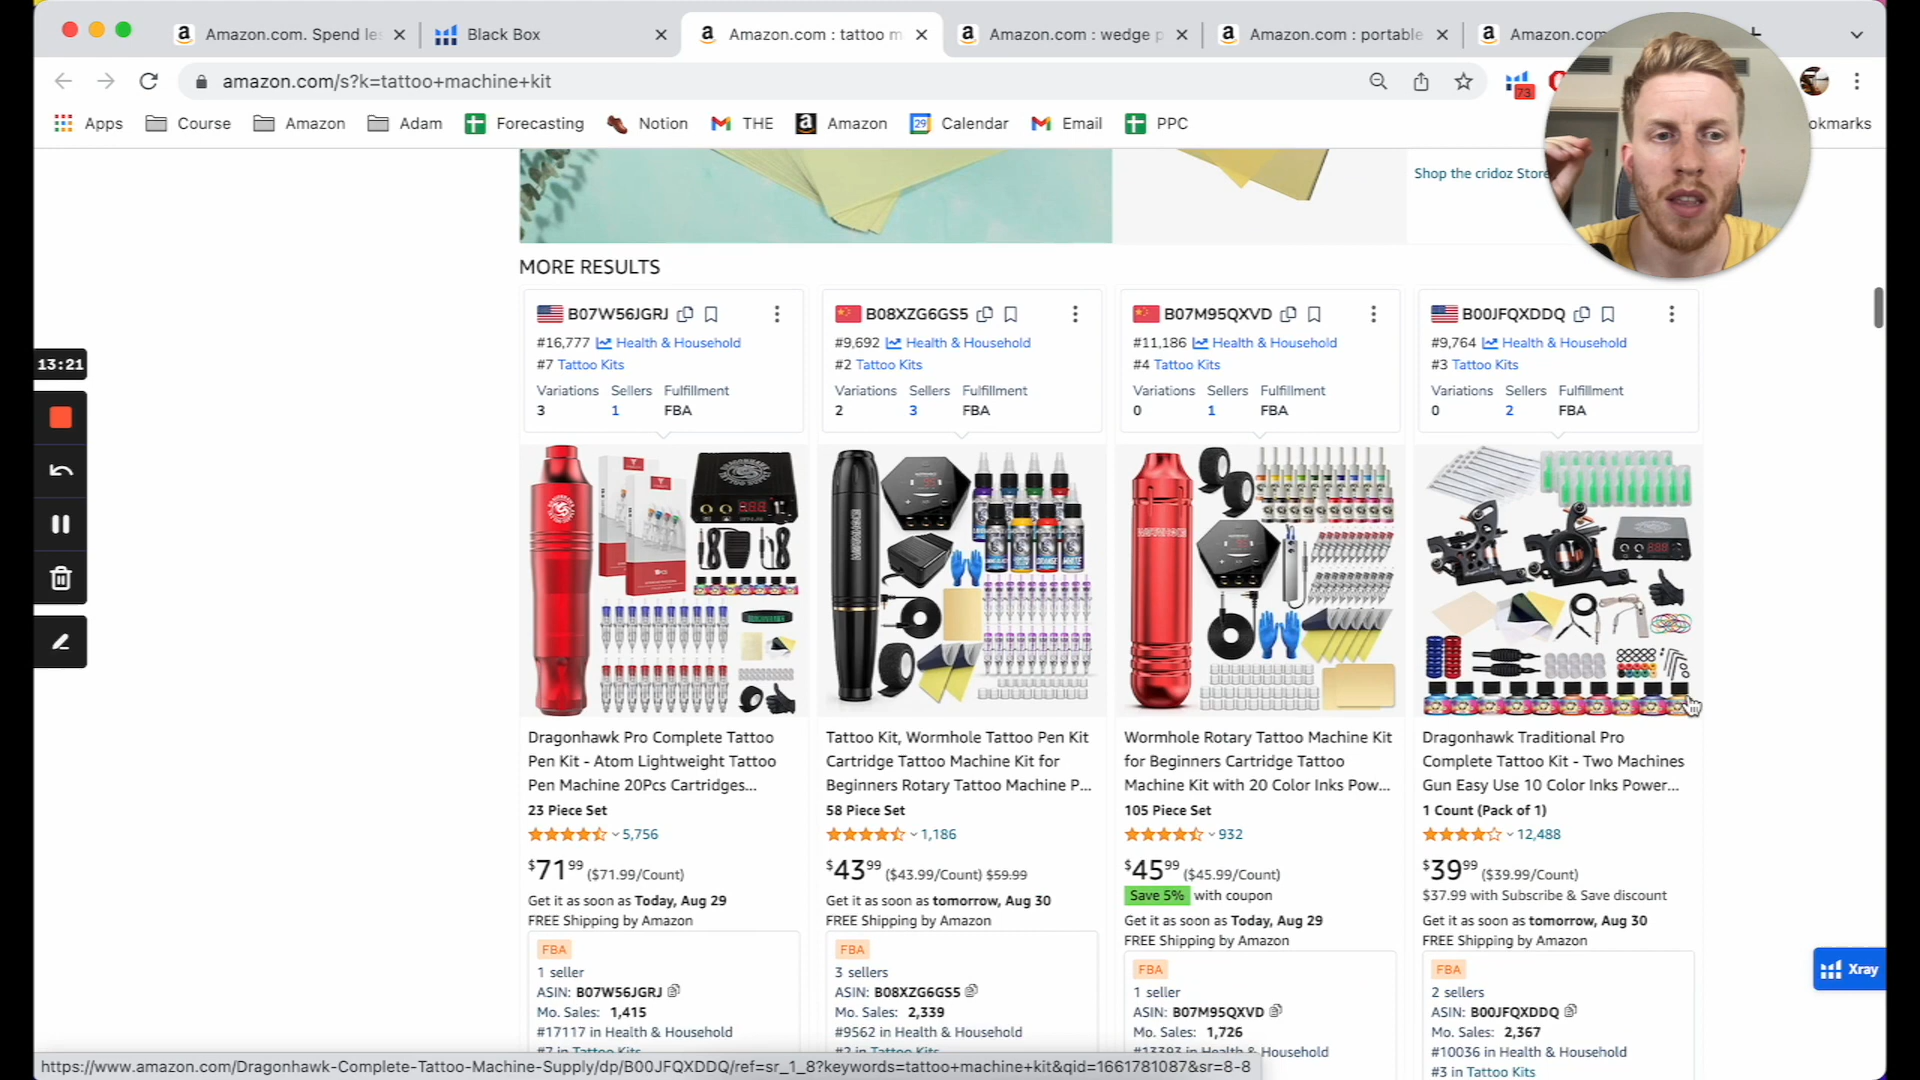 Amazon.com. Spend le
Black Box
Amazon.com : tattoo m
Amazon.com : wedge p
Amazon.com : portable
Amazon.com
amazon.com/s?k=tattoo+machine+kit
73
Apps
Course
Amazon
Adam
Forecasting
Notion
THE
Amazon
29
Calendar
Email
PPC
okmarks
Shop the cridoz Store
MORE RESULTS
B07W56JGRJ
#16,777 Health & Household
#7 Tattoo Kits
Variations Sellers Fulfillment
3 1 FBA
B08XZG6GS5
#9,692 Health & Household
#2 Tattoo Kits
Variations Sellers Fulfillment
2 3 FBA
B07M95QXVD
#11,186 Health & Household
#4 Tattoo Kits
Variations Sellers Fulfillment
0 1 FBA
B00JFQXDDQ
#9,764 Health & Household
#3 Tattoo Kits
Variations Sellers Fulfillment
0 2 FBA
13:21
Dragonhawk Pro Complete Tattoo
Pen Kit - Atom Lightweight Tattoo
Pen Machine 20Pcs Cartridges...
23 Piece Set
5,756
$71.99 ($71.99/Count)
Get it as soon as Today, Aug 29
FREE Shipping by Amazon
FBA
1 seller
ASIN: B07W56JGRJ
Mo. Sales: 1,415
#17117 in Health & Household
#7 in Tattoo Kits
Tattoo Kit, Wormhole Tattoo Pen Kit
Cartridge Tattoo Machine Kit for
Beginners Rotary Tattoo Machine P...
58 Piece Set
1,186
$43.99 ($43.99/Count) $59.99
Get it as soon as tomorrow, Aug 30
FREE Shipping by Amazon
FBA
3 sellers
ASIN: B08XZG6GS5
Mo. Sales: 2,339
#9562 in Health & Household
#2 in Tattoo Kits
Wormhole Rotary Tattoo Machine Kit
for Beginners Cartridge Tattoo
Machine Kit with 20 Color Inks Pow...
105 Piece Set
932
$45.99 ($45.99/Count)
Save 5% with coupon
Get it as soon as Today, Aug 29
FREE Shipping by Amazon
FBA
1 seller
ASIN: B07M95QXVD
Mo. Sales: 1,726
#13393 in Health & Household
Dragonhawk Traditional Pro
Complete Tattoo Kit - Two Machines
Gun Easy Use 10 Color Inks Power...
1 Count (Pack of 1)
12,488
$39.99 ($39.99/Count)
$37.99 with Subscribe & Save discount
Get it as soon as tomorrow, Aug 30
FREE Shipping by Amazon
FBA
2 sellers
ASIN: B00JFQXDDQ
Mo. Sales: 2,367
#10036 in Health & Household
#3 in Tattoo Kits
Xray
https://www.amazon.com/Dragonhawk-Complete-Tattoo-Machine-Supply/dp/B00JFQXDDQ/ref=sr_1_8?keywords=tattoo+machine+kit&qid=1661781087&sr=8-8